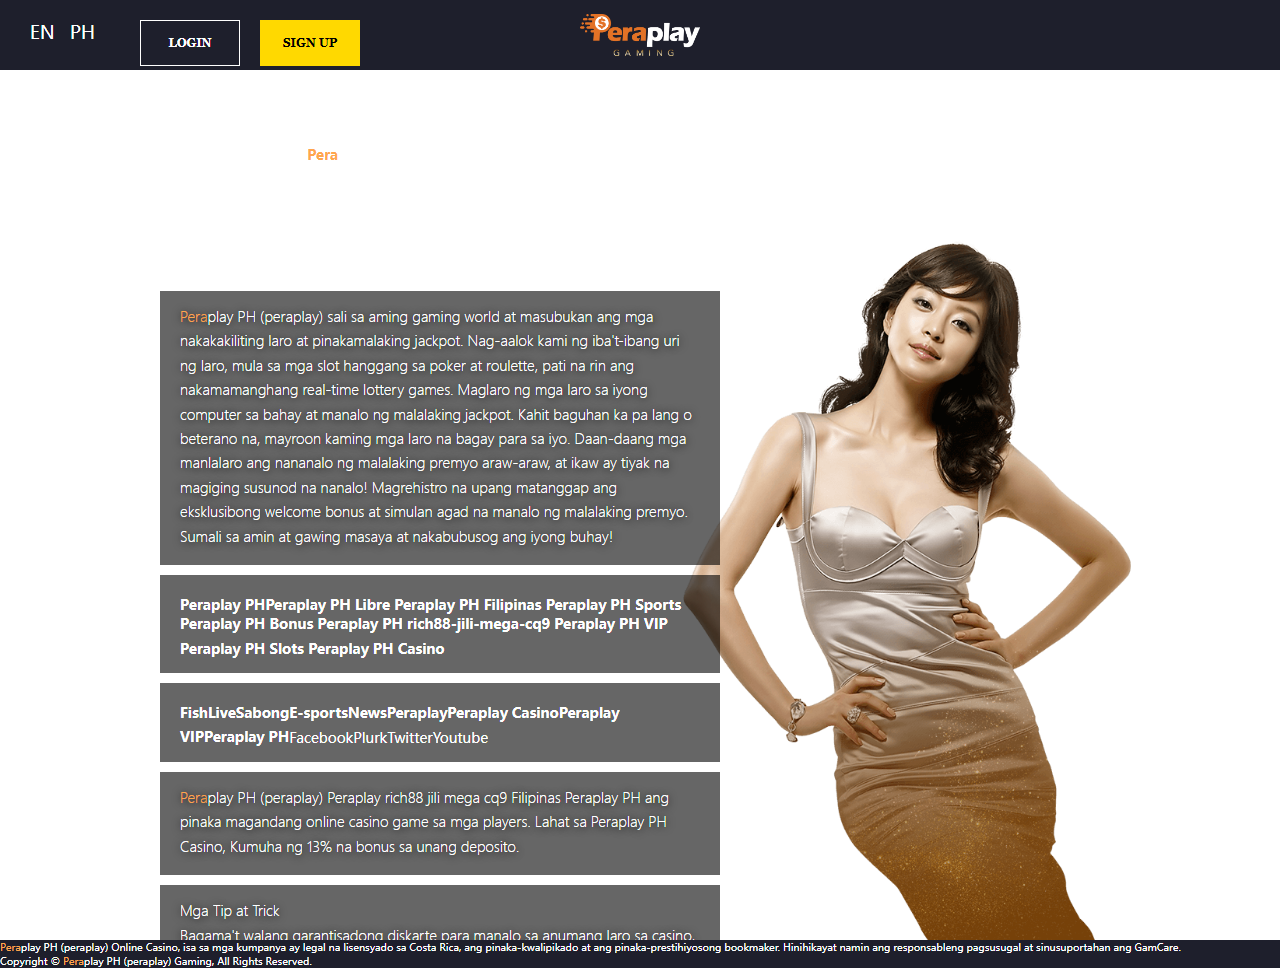 EN PH LOGIN SIGN UP Peraplay
GAMING
Pera
Peraplay PH (peraplay) sali sa aming gaming world at masubukan ang mga
nakakakiliting laro at pinakamalaking jackpot. Nag-aalok kami ng iba't-ibang uri
ng laro, mula sa mga slot hanggang sa poker at roulette, pati na rin ang
nakamamanghang real-time lottery games. Maglaro ng mga laro sa iyong
computer sa bahay at manalo ng malalaking jackpot. Kahit baguhan ka pa lang o
beterano na, mayroon kaming mga laro na bagay para sa iyo. Daan-daang mga
manlalaro ang nananalo ng malalaking premyo araw-araw, at ikaw ay tiyak na
magiging susunod na nanalo! Magrehistro na upang matanggap ang
eksklusibong welcome bonus at simulan agad na manalo ng malalaking premyo.
Sumali sa amin at gawing masaya at nakabubusog ang iyong buhay!
Peraplay PHPeraplay PH Libre Peraplay PH Filipinas Peraplay PH Sports
Peraplay PH Bonus Peraplay PH rich88-jili-mega-cq9 Peraplay PH VIP
Peraplay PH Slots Peraplay PH Casino
FishLiveSabongE-sportsNewsPeraplayPeraplay CasinoPeraplay
VIPPeraplay PHFacebookPlurkTwitterYoutube
Peraplay PH (peraplay) Peraplay rich88 jili mega cq9 Filipinas Peraplay PH ang
pinaka magandang online casino game sa mga players. Lahat sa Peraplay PH
Casino, Kumuha ng 13% na bonus sa unang deposito.
Mga Tip at Trick
Bagama't walang garantisadong diskarte para manalo sa anumang laro sa casino,
Peraplay PH (peraplay) Online Casino, isa sa mga kumpanya ay legal na lisensyado sa Costa Rica, ang pinaka-kwalipikado at ang pinaka-prestihiyosong bookmaker. Hinihikayat namin ang responsableng pagsusugal at sinusuportahan ang GamCare.
Copyright © Peraplay PH (peraplay) Gaming, All Rights Reserved.